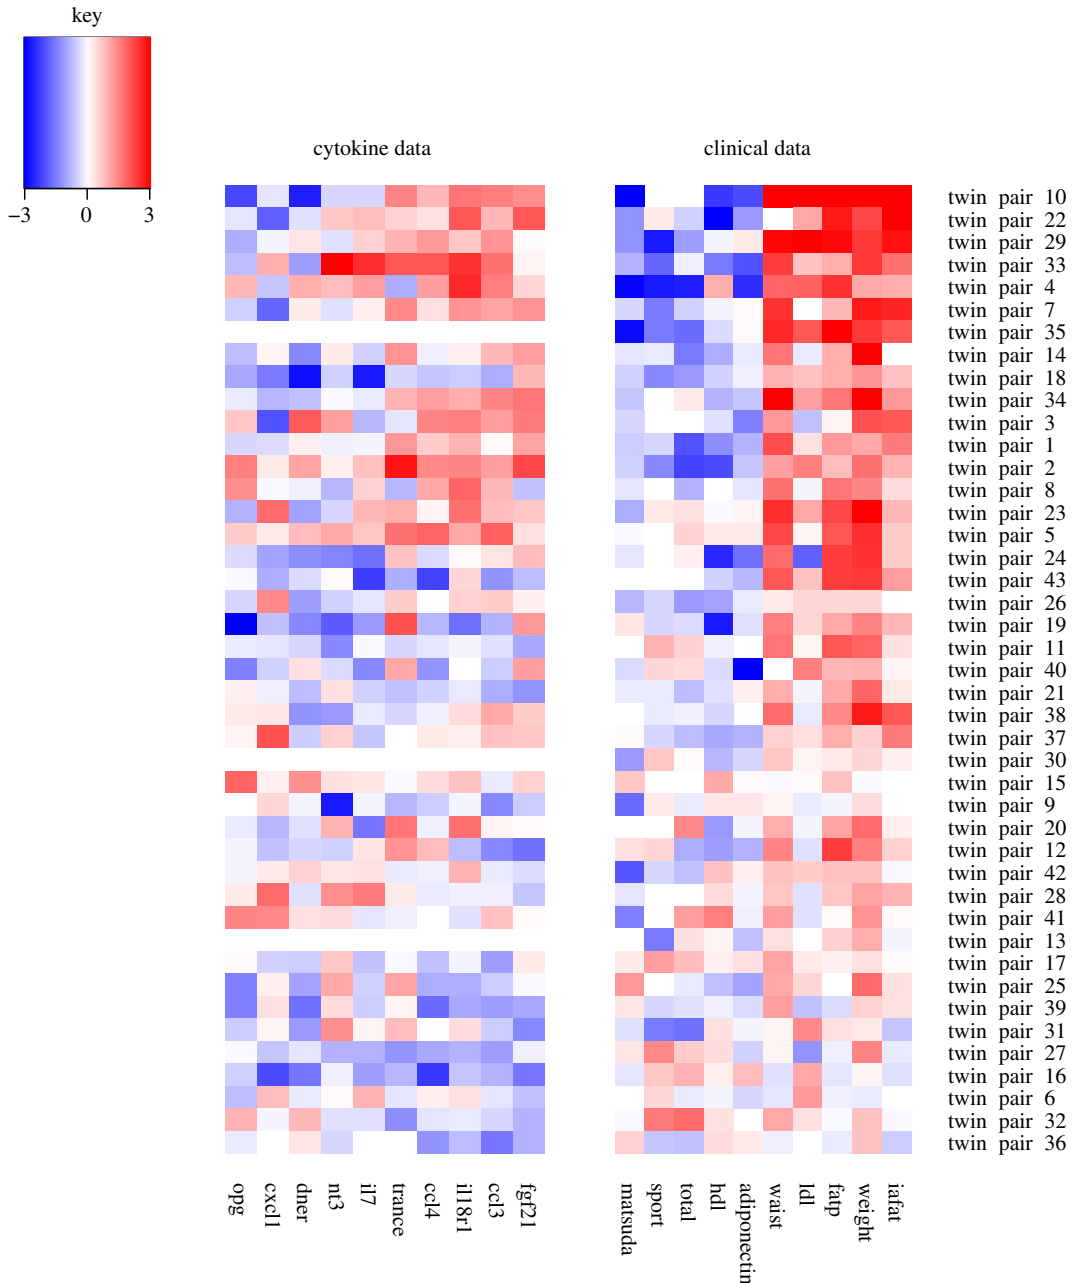 key
−3 0 3
cytokine data clinical data
twin pair 10
twin pair 22
twin pair 29
twin pair 33
twin pair 4
twin pair 7
twin pair 35
twin pair 14
twin pair 18
twin pair 34
twin pair 3
twin pair 1
twin pair 2
twin pair 8
twin pair 23
twin pair 5
twin pair 24
twin pair 43
twin pair 26
twin pair 19
twin pair 11
twin pair 40
twin pair 21
twin pair 38
twin pair 37
twin pair 30
twin pair 15
twin pair 9
twin pair 20
twin pair 12
twin pair 42
twin pair 28
twin pair 41
twin pair 13
twin pair 17
twin pair 25
twin pair 39
twin pair 31
twin pair 27
twin pair 16
twin pair 6
twin pair 32
twin pair 36
opg
cxcl1
dner
nt3
il7
trance
ccl4
il18r1
ccl3
fgf21
matsuda
sport
total
hdl
adiponectin
waist
ldl
fatp
weight
iafat